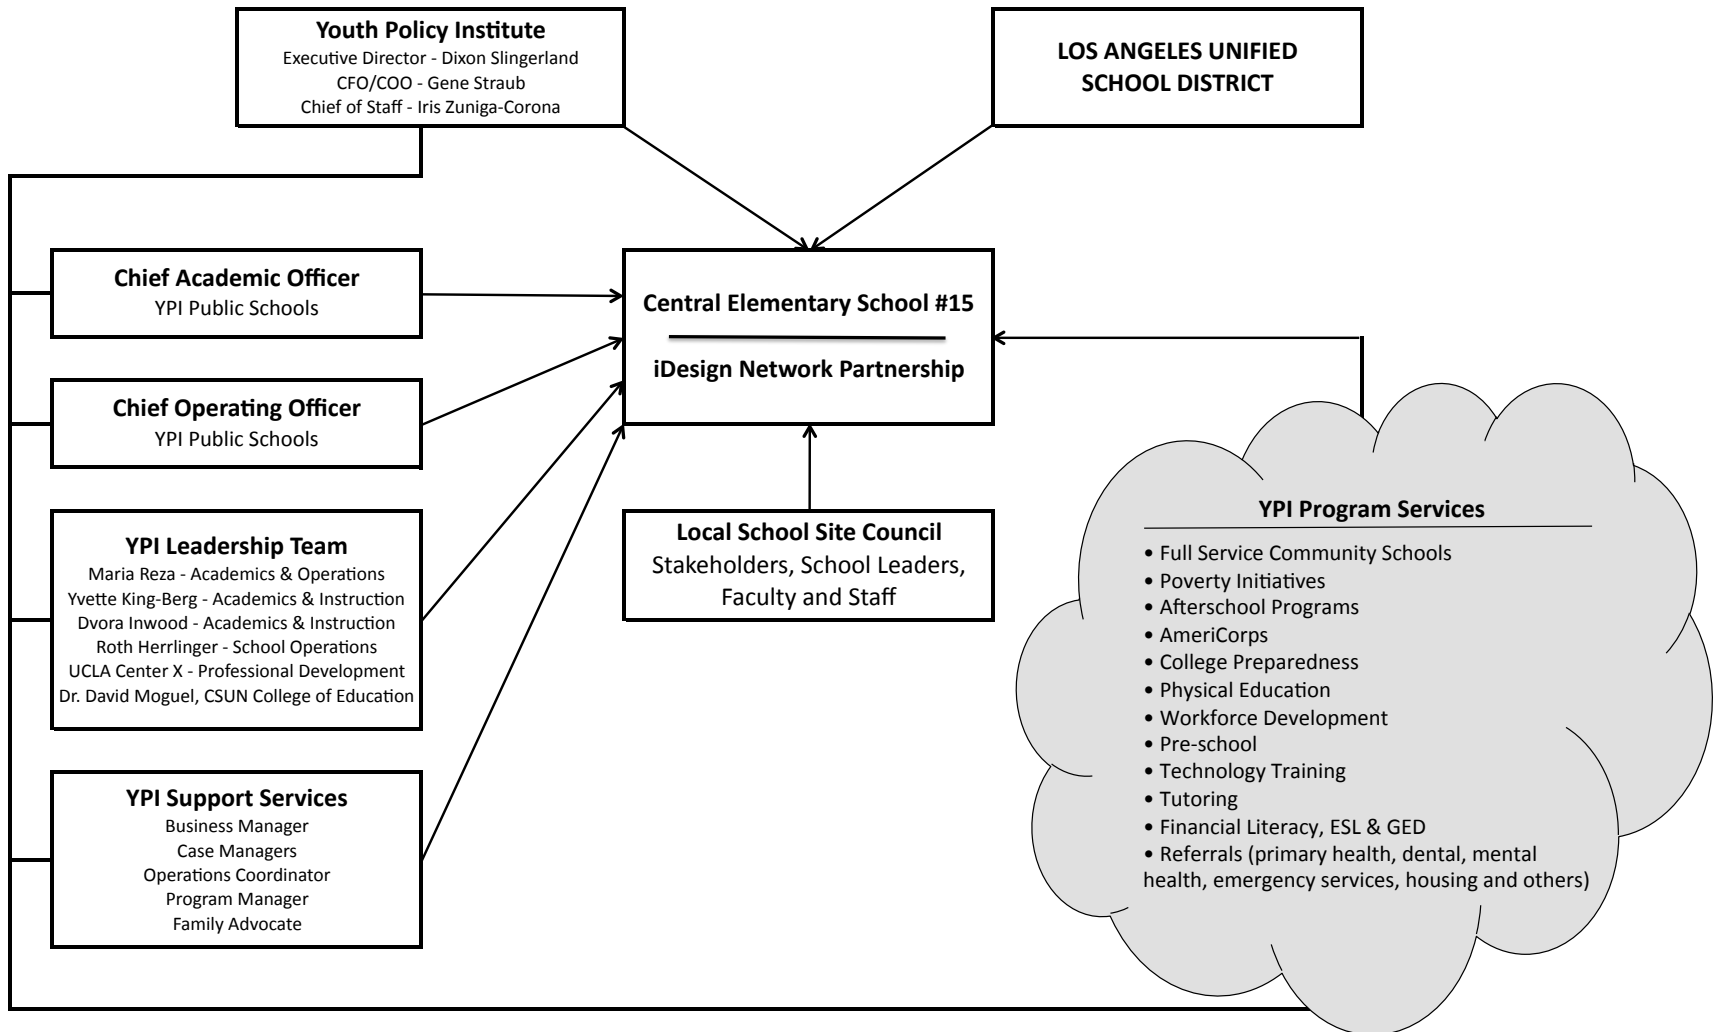 Youth Policy Institute
Executive Director - Dixon Slingerland
CFO/COO - Gene Straub
Chief of Staff - Iris Zuniga-Corona
LOS ANGELES UNIFIED
SCHOOL DISTRICT
Chief Academic Officer
YPI Public Schools
Central Elementary School #15
iDesign Network Partnership
Chief Operating Officer
YPI Public Schools
YPI Leadership Team
Maria Reza - Academics & Operations
Yvette King-Berg - Academics & Instruction
Dvora Inwood - Academics & Instruction
Roth Herrlinger - School Operations
UCLA Center X - Professional Development
Dr. David Moguel, CSUN College of Education
Local School Site Council
Stakeholders, School Leaders,
Faculty and Staff
YPI Support Services
Business Manager
Case Managers
Operations Coordinator
Program Manager
Family Advocate
YPI Program Services
• Full Service Community Schools
• Poverty Initiatives
• Afterschool Programs
• AmeriCorps
• College Preparedness
• Physical Education
• Workforce Development
• Pre-school
• Technology Training
• Tutoring
• Financial Literacy, ESL & GED
• Referrals (primary health, dental, mental
health, emergency services, housing and others)